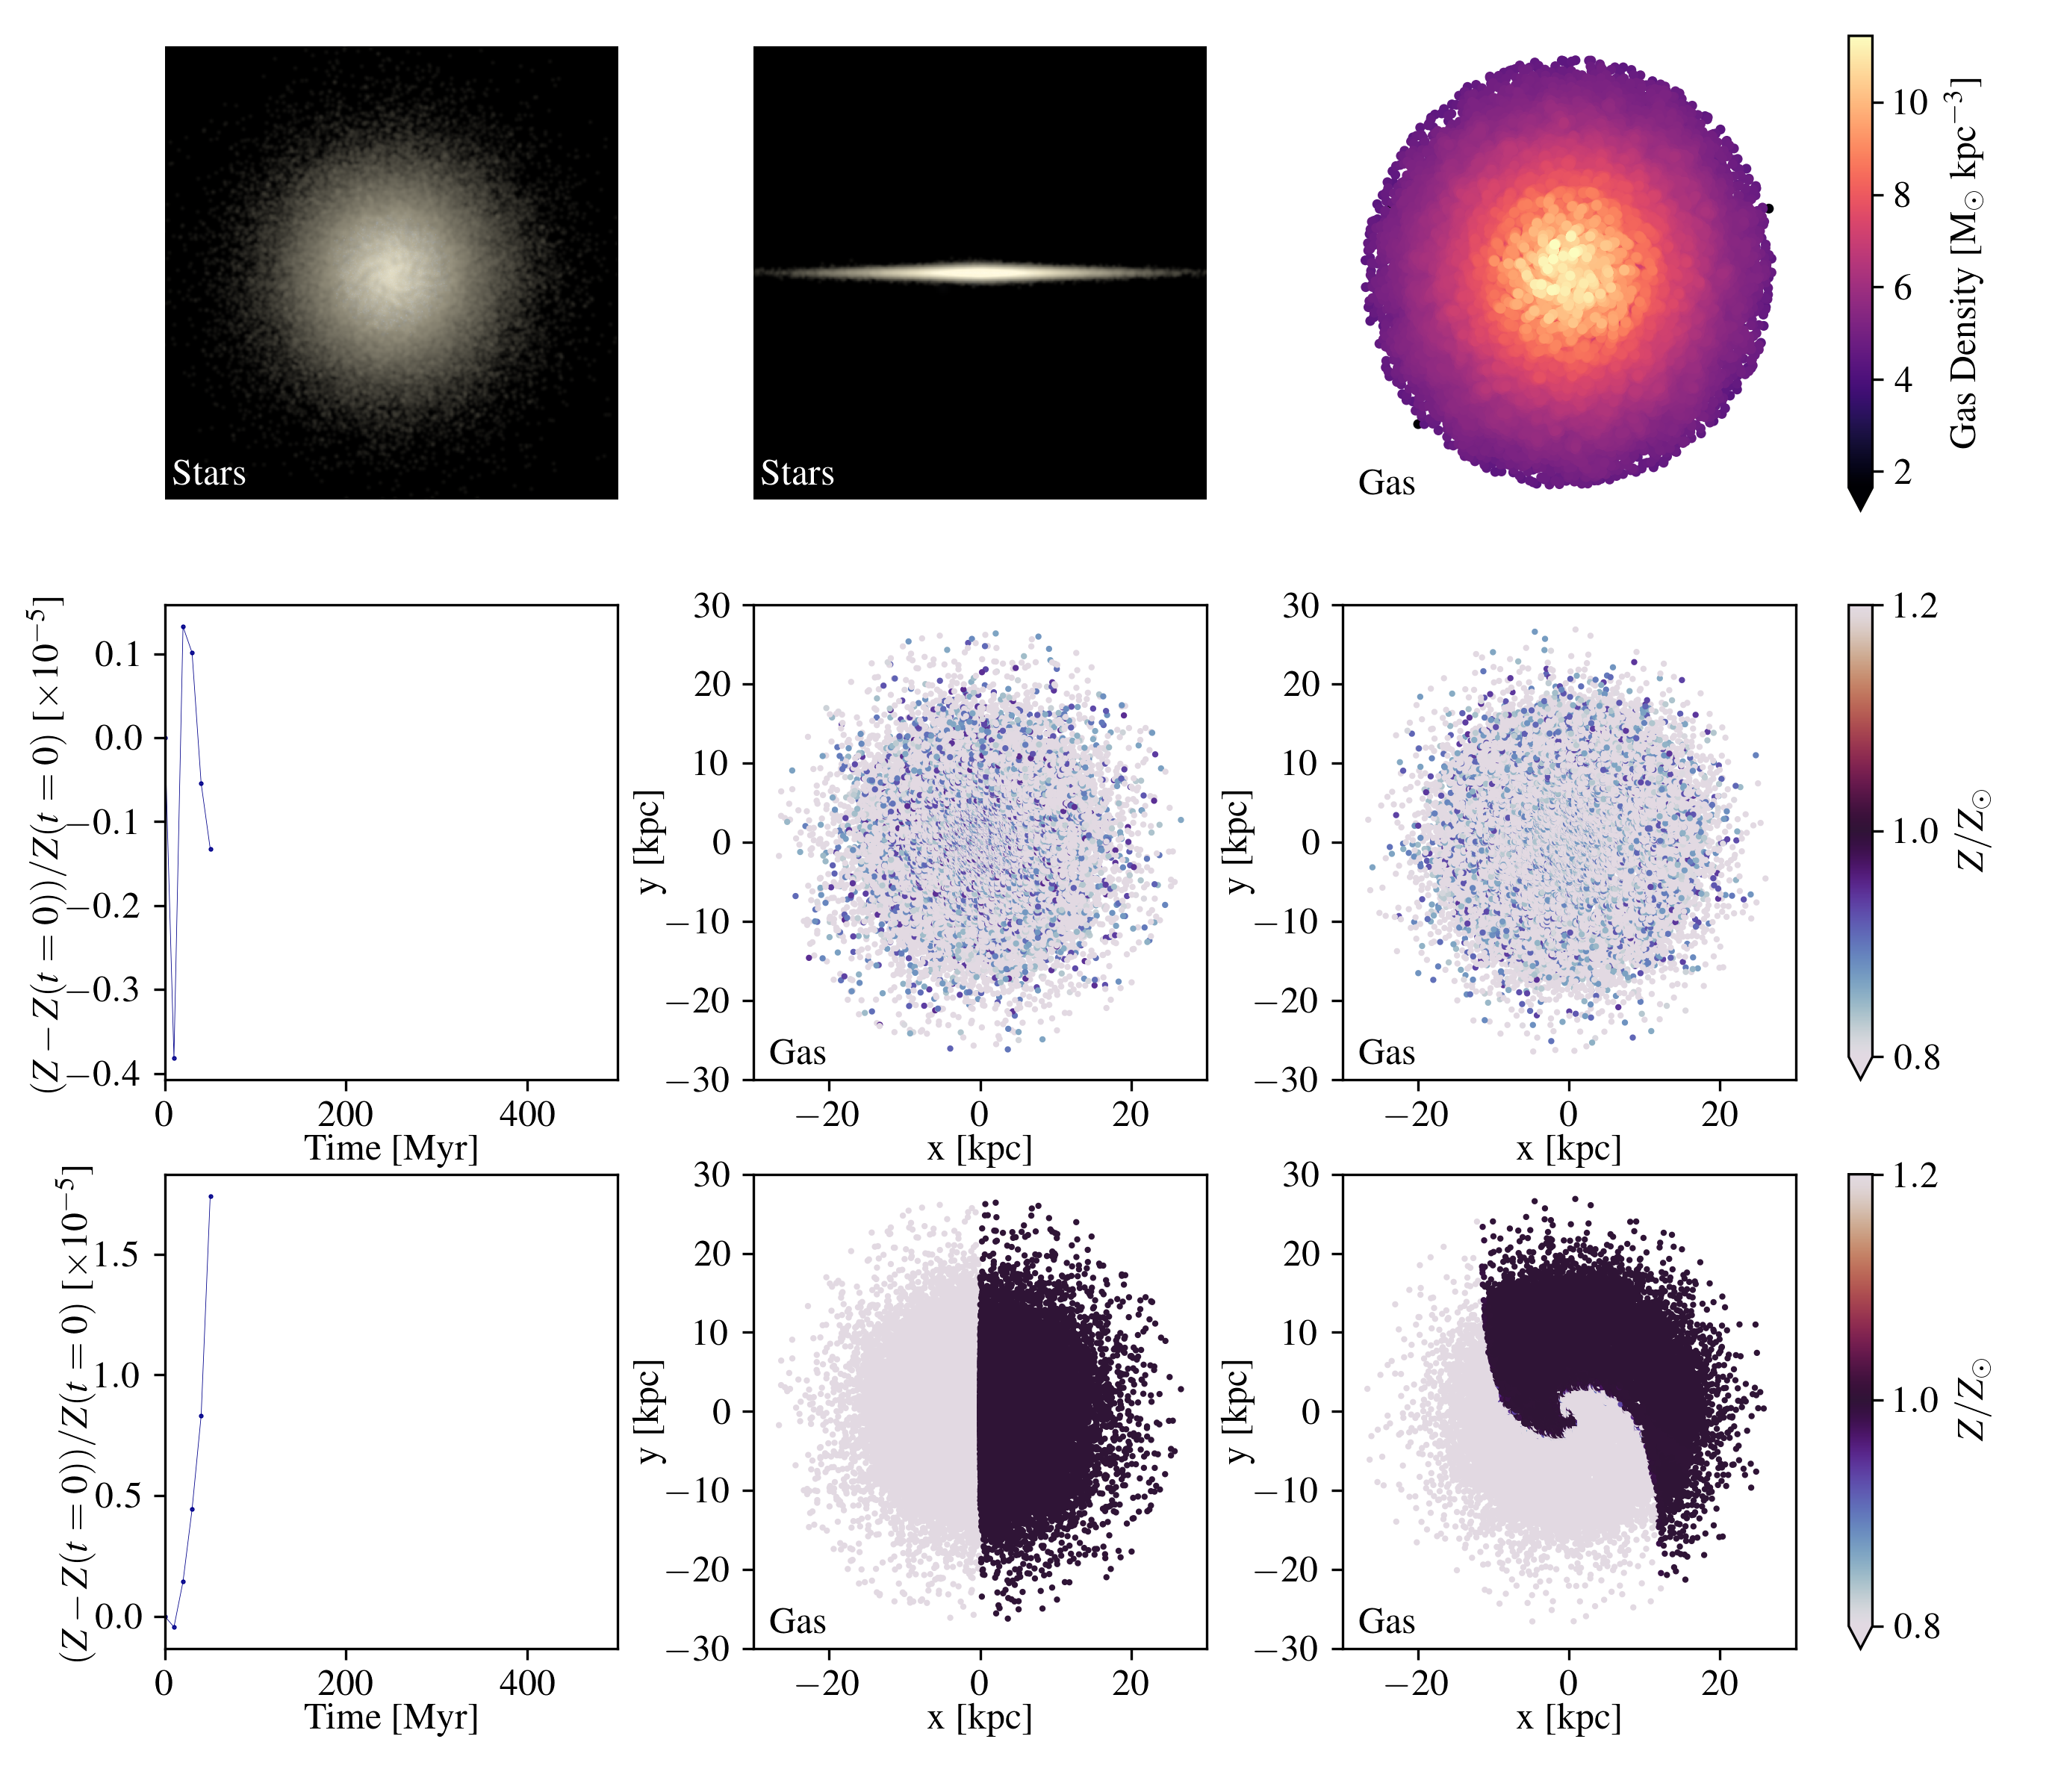 Stars
Stars
Gas
10
8
6
4
2
Gas Density [M⊙ kpc⁻³]
(Z − Z(t = 0))/Z(t = 0) [×10⁻⁵]
0.1
0.0
−0.1
−0.2
−0.3
−0.4
0 200 400
Time [Myr]
y [kpc]
30
20
10
0
−10
−20
−30
Gas
−20 0 20
x [kpc]
y [kpc]
30
20
10
0
−10
−20
−30
Gas
−20 0 20
x [kpc]
1.2
1.0
0.8
Z/Z⊙
(Z − Z(t = 0))/Z(t = 0) [×10⁻⁵]
1.5
1.0
0.5
0.0
0 200 400
Time [Myr]
y [kpc]
30
20
10
0
−10
−20
−30
Gas
−20 0 20
x [kpc]
y [kpc]
30
20
10
0
−10
−20
−30
Gas
−20 0 20
x [kpc]
1.2
1.0
0.8
Z/Z⊙